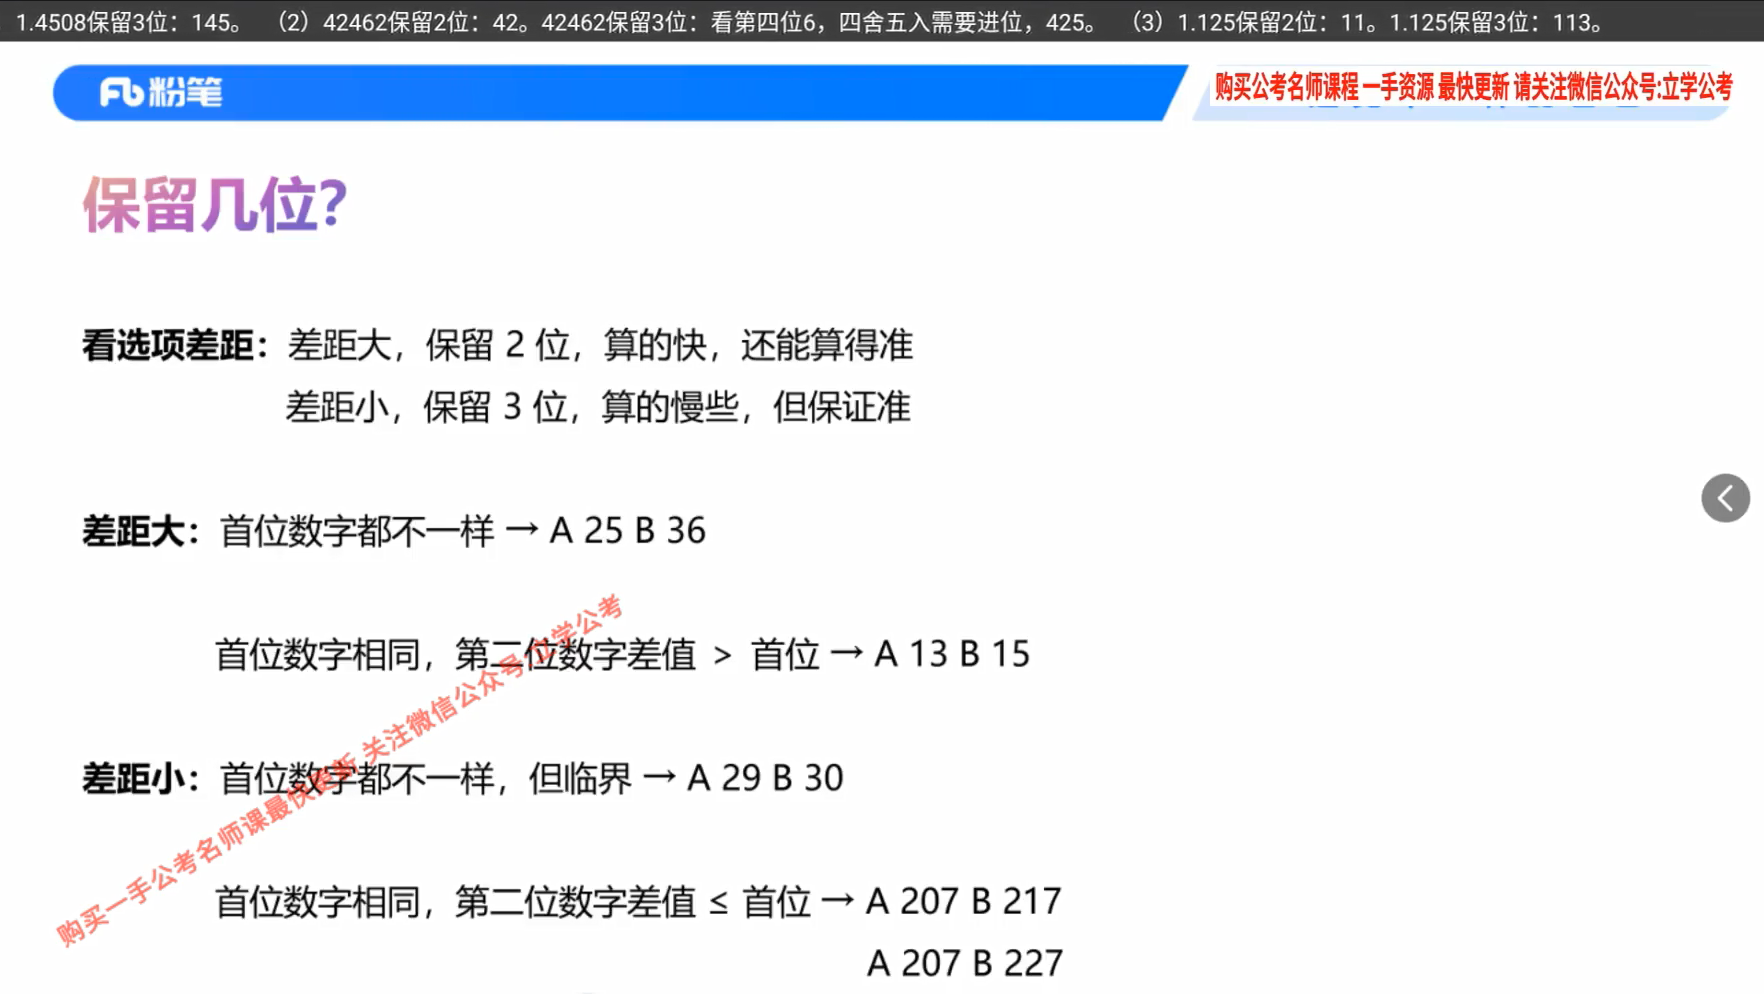 1.4508保留3位：145。 （2）42462保留2位：42。42462保留3位：看第四位6，四舍五入需要进位，425。 （3）1.125保留2位：11。1.125保留3位：113。
粉笔
购买公考名师课程 一手资源 最快更新 请关注微信公众号:立学公考
保留几位?
看选项差距：差距大，保留 2 位，算的快，还能算得准
差距小，保留 3 位，算的慢些，但保证准
差距大：首位数字都不一样 → A 25 B 36
首位数字相同，第二位数字差值 > 首位 → A 13 B 15
差距小：首位数字都不一样，但临界 → A 29 B 30
首位数字相同，第二位数字差值 ≤ 首位 → A 207 B 217
A 207 B 227
购买一手公考名师课最快更新 关注微信公众号:立学公考